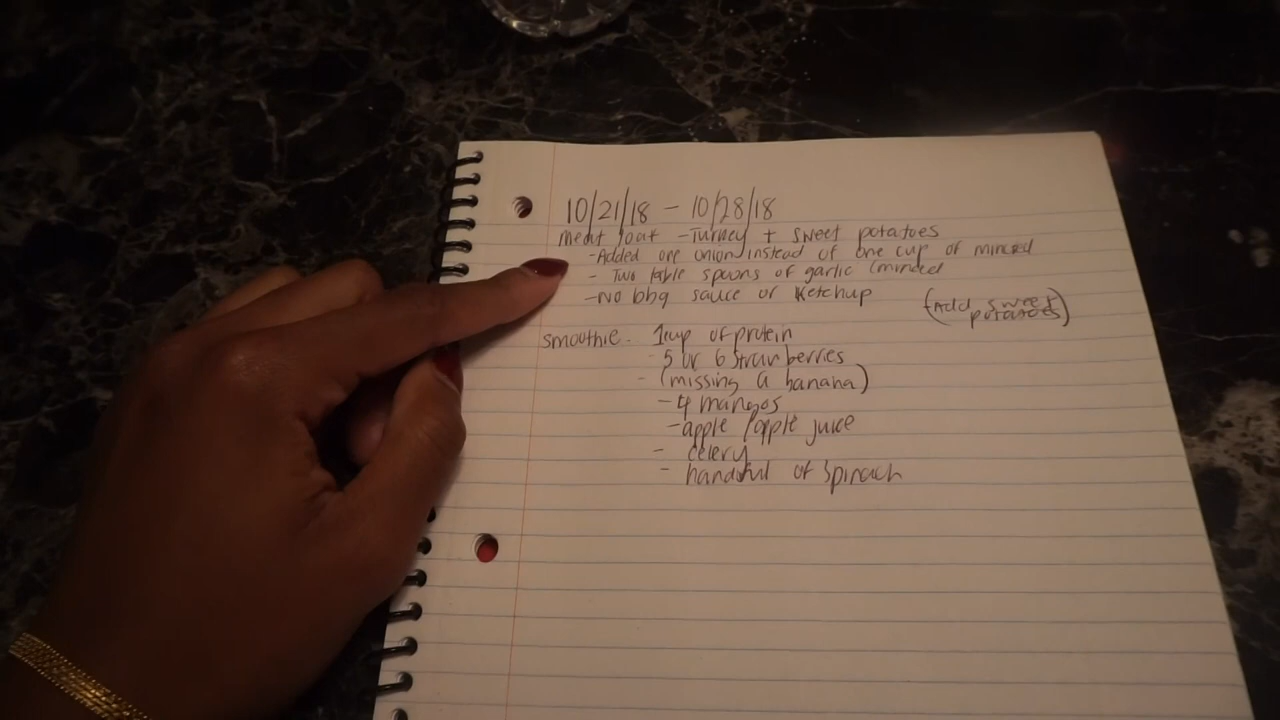 10/21/18 - 10/28/18
Meat loaf - Turkey + sweet potatoes
- Added one onion instead of one cup of minced
- Two table spoons of garlic (minced
- No bbq sauce or Ketchup
(Add sweet
potatoes)
smoothie. 1cup of protein
- 5 or 6 strawberries
- (missing a banana)
- 4 mangos
- apple /apple juice
- celery
- handful of spinach